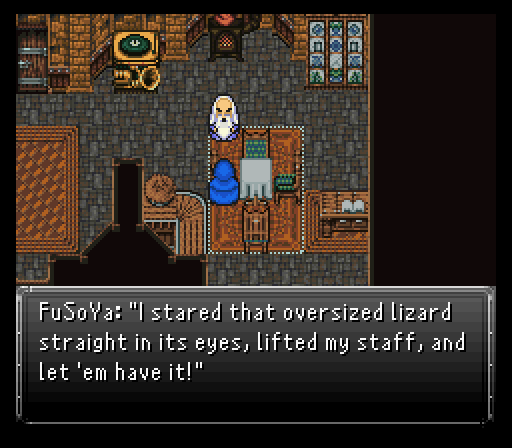 FuSoYa: "I stared that oversized lizard
straight in its eyes, lifted my staff, and
let 'em have it!"